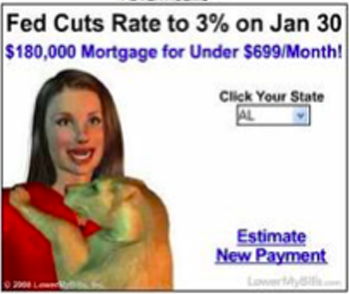 Fed Cuts Rate to 3% on Jan 30
$180,000 Mortgage for Under $699/Month!
Click Your State
AL
Estimate
New Payment
© 2008 LowerMyBills, Inc.
LowerMyBills.com